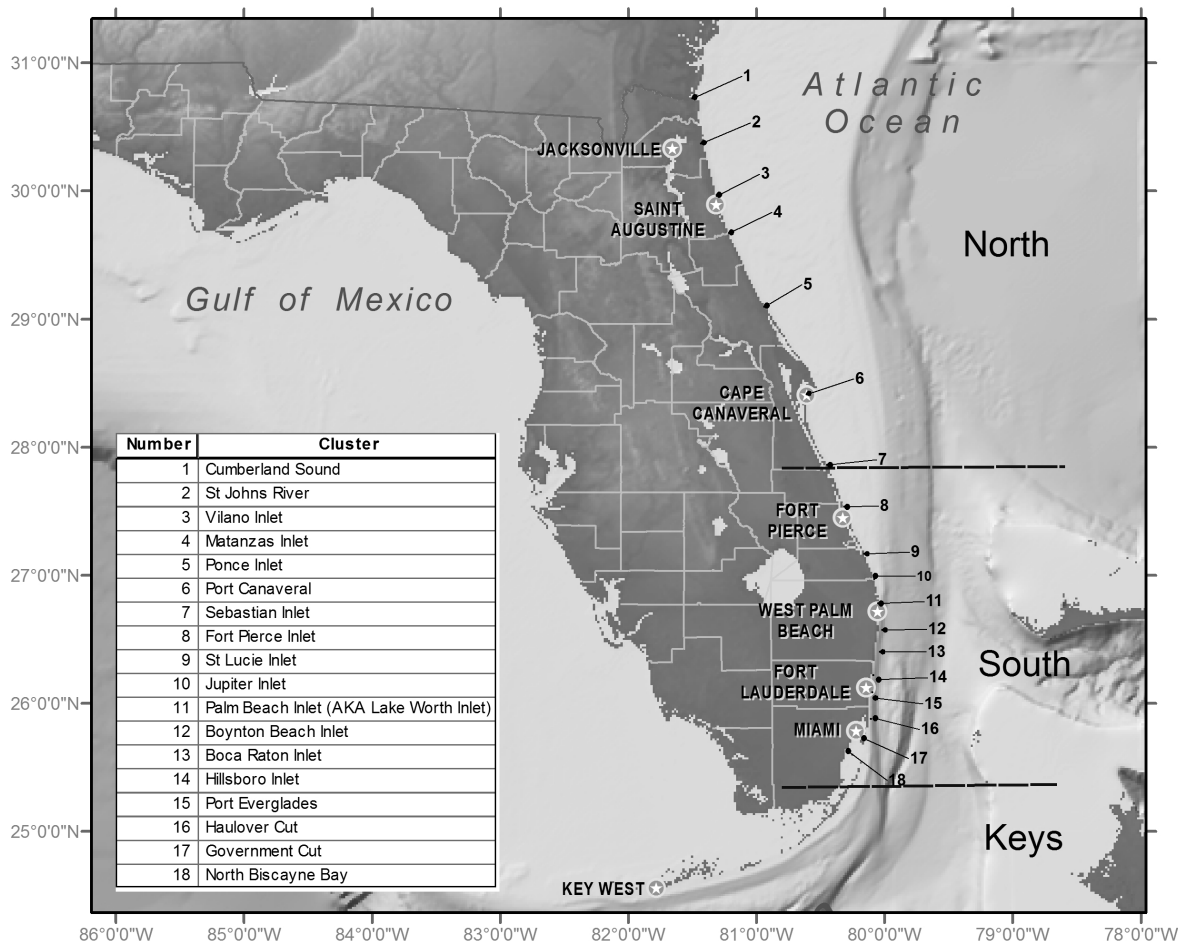 31°0'0"N
30°0'0"N
29°0'0"N
28°0'0"N
27°0'0"N
26°0'0"N
25°0'0"N
Atlantic
Ocean
1
2
JACKSONVILLE
3
SAINT
AUGUSTINE
4
North
Gulf of Mexico
5
6
CAPE
CANAVERAL
7
8
FORT
PIERCE
9
10
11
WEST PALM
BEACH
12
13
South
FORT
LAUDERDALE
14
15
MIAMI
16
17
18
Keys
KEY WEST
Number Cluster
1 Cumberland Sound
2 St Johns River
3 Vilano Inlet
4 Matanzas Inlet
5 Ponce Inlet
6 Port Canaveral
7 Sebastian Inlet
8 Fort Pierce Inlet
9 St Lucie Inlet
10 Jupiter Inlet
11 Palm Beach Inlet (AKA Lake Worth Inlet)
12 Boynton Beach Inlet
13 Boca Raton Inlet
14 Hillsboro Inlet
15 Port Everglades
16 Haulover Cut
17 Government Cut
18 North Biscayne Bay
86°0'0"W 85°0'0"W 84°0'0"W 83°0'0"W 82°0'0"W 81°0'0"W 80°0'0"W 79°0'0"W 78°0'0"W